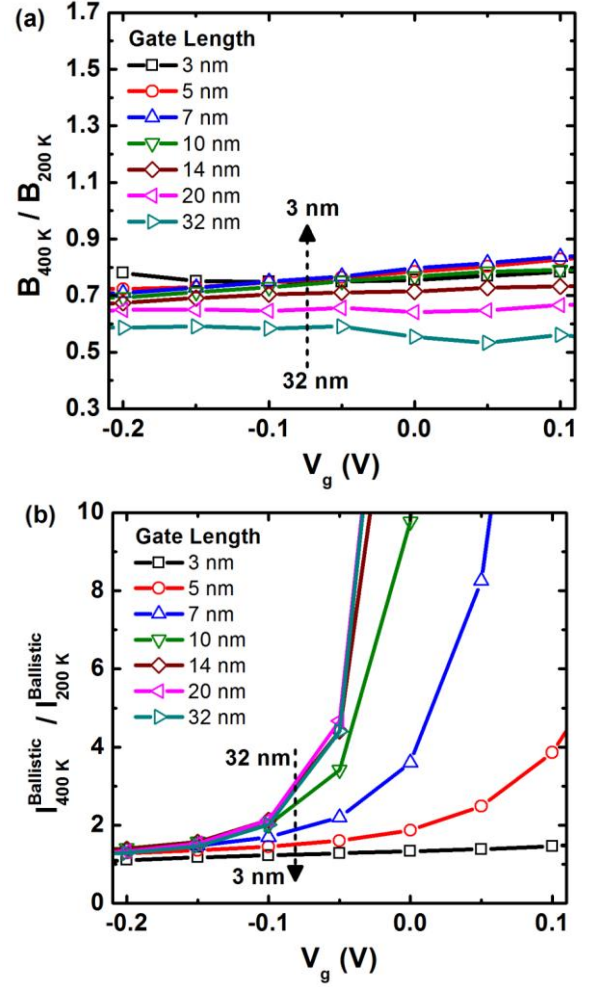 (a)
1.7
1.5
1.3
1.1
0.9
0.7
0.5
0.3
B400 K / B200 K
Gate Length
3 nm
5 nm
7 nm
10 nm
14 nm
20 nm
32 nm
3 nm
32 nm
-0.2
-0.1
0.0
0.1
Vg (V)
(b)
10
8
6
4
2
0
I400 K Ballistic / I200 K Ballistic
Gate Length
3 nm
5 nm
7 nm
10 nm
14 nm
20 nm
32 nm
32 nm
3 nm
-0.2
-0.1
0.0
0.1
Vg (V)